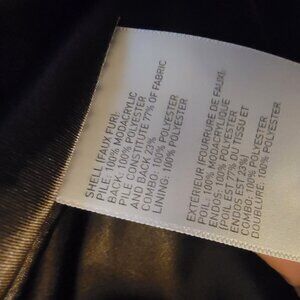 SHELL (FAUX FUR):
PILE: 100% MODACRYLIC
BACK: 100% POLYESTER
PILE CONSTITUTE 77% OF FABRIC
AND BACK 23%
COMBO: 100% POLYESTER
LINING: 100% POLYESTER
EXTÉRIEUR (FOURRURE DE FAUX):
POIL: 100% MODACRYLIQUE
ENDOS: 100% POLYESTER
(POIL EST 77% DU TISSU ET
ENDOS EST 23%)
COMBO: 100% POLYESTER
DOUBLURE: 100% POLYESTER